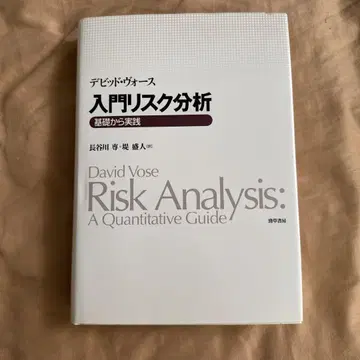 デビッド・ヴォース
入門リスク分析
基礎から実践
長谷川 専・堤 盛人 訳
David Vose
Risk Analysis:
A Quantitative Guide
勁草書房